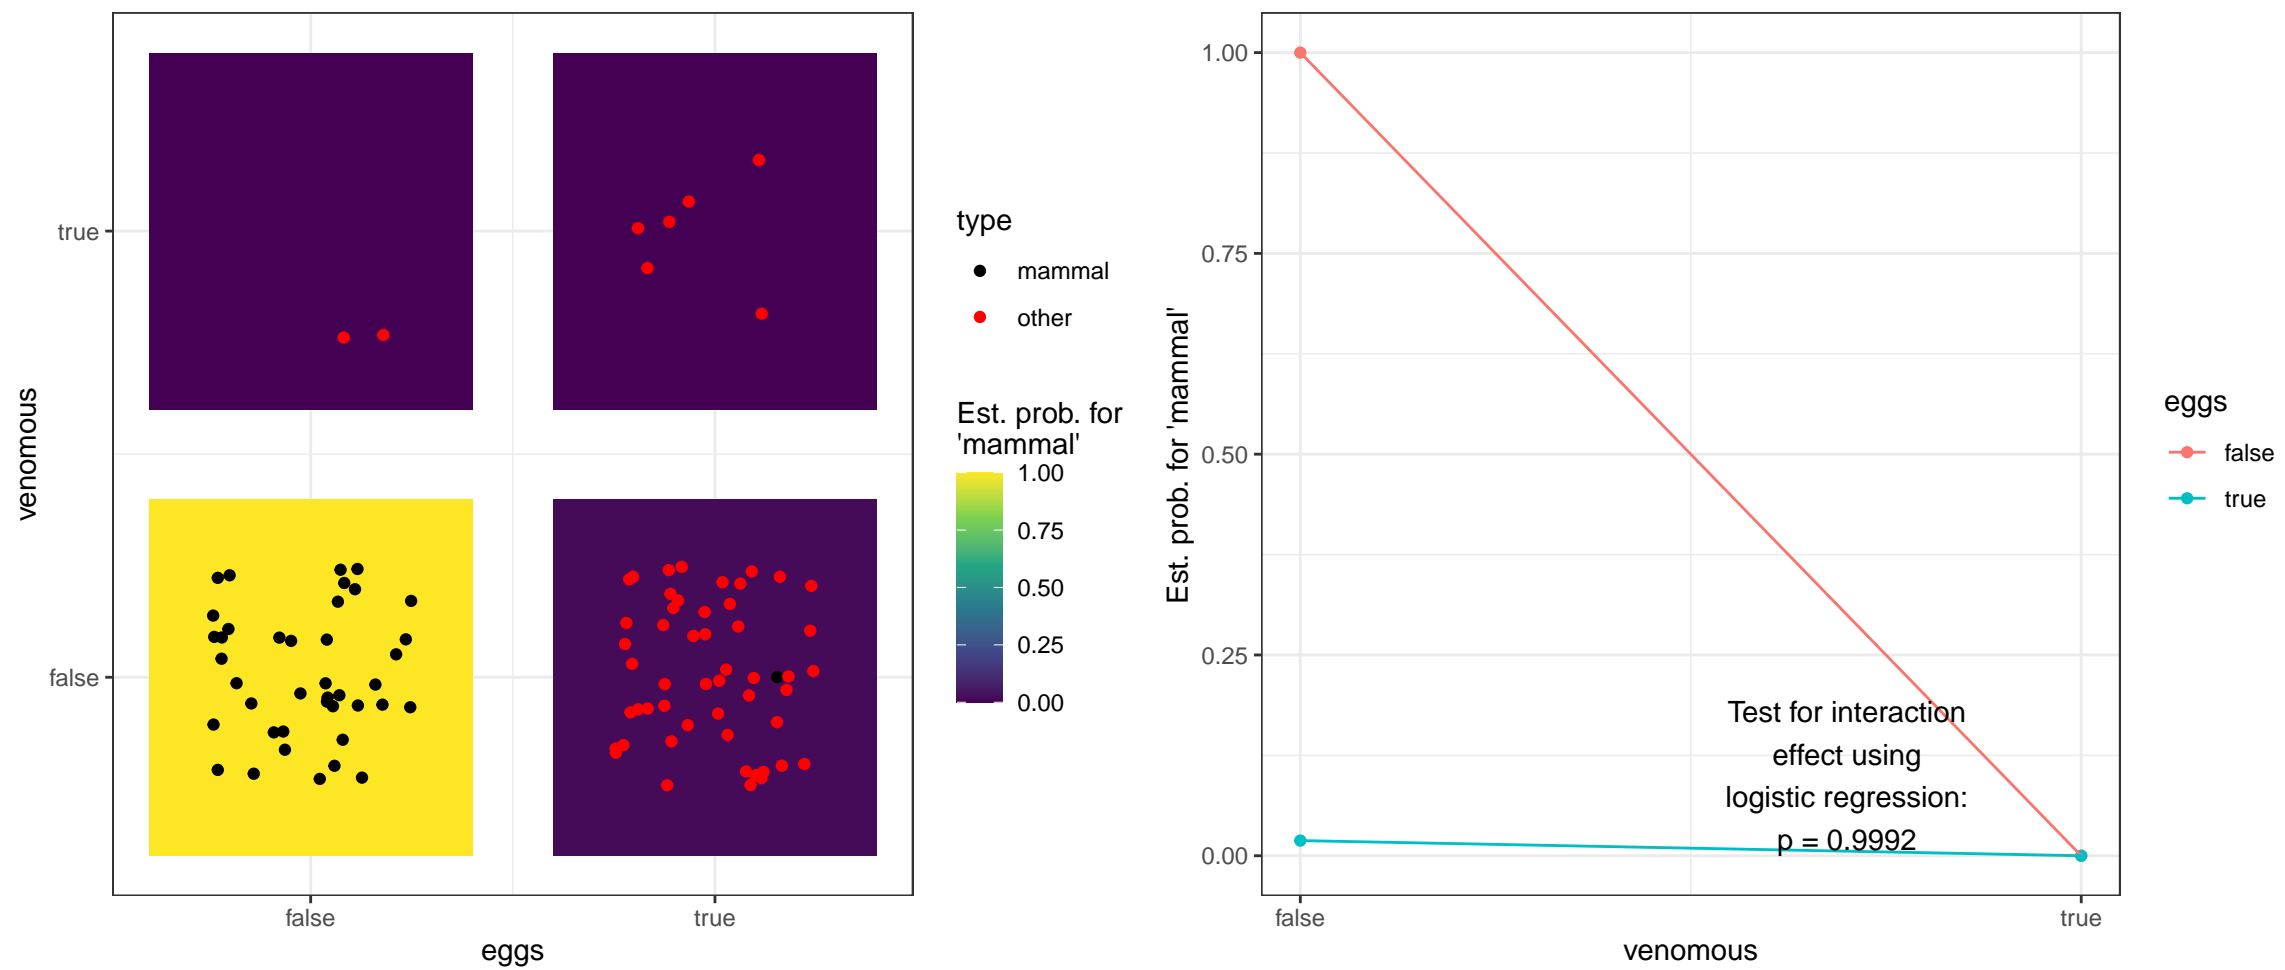 venomous
true
false
false
true
eggs
type
mammal
other
Est. prob. for
'mammal'
1.00
0.75
0.50
0.25
0.00
Est. prob. for 'mammal'
1.00
0.75
0.50
0.25
0.00
Test for interaction
effect using
logistic regression:
p = 0.9992
false
true
venomous
eggs
false
true